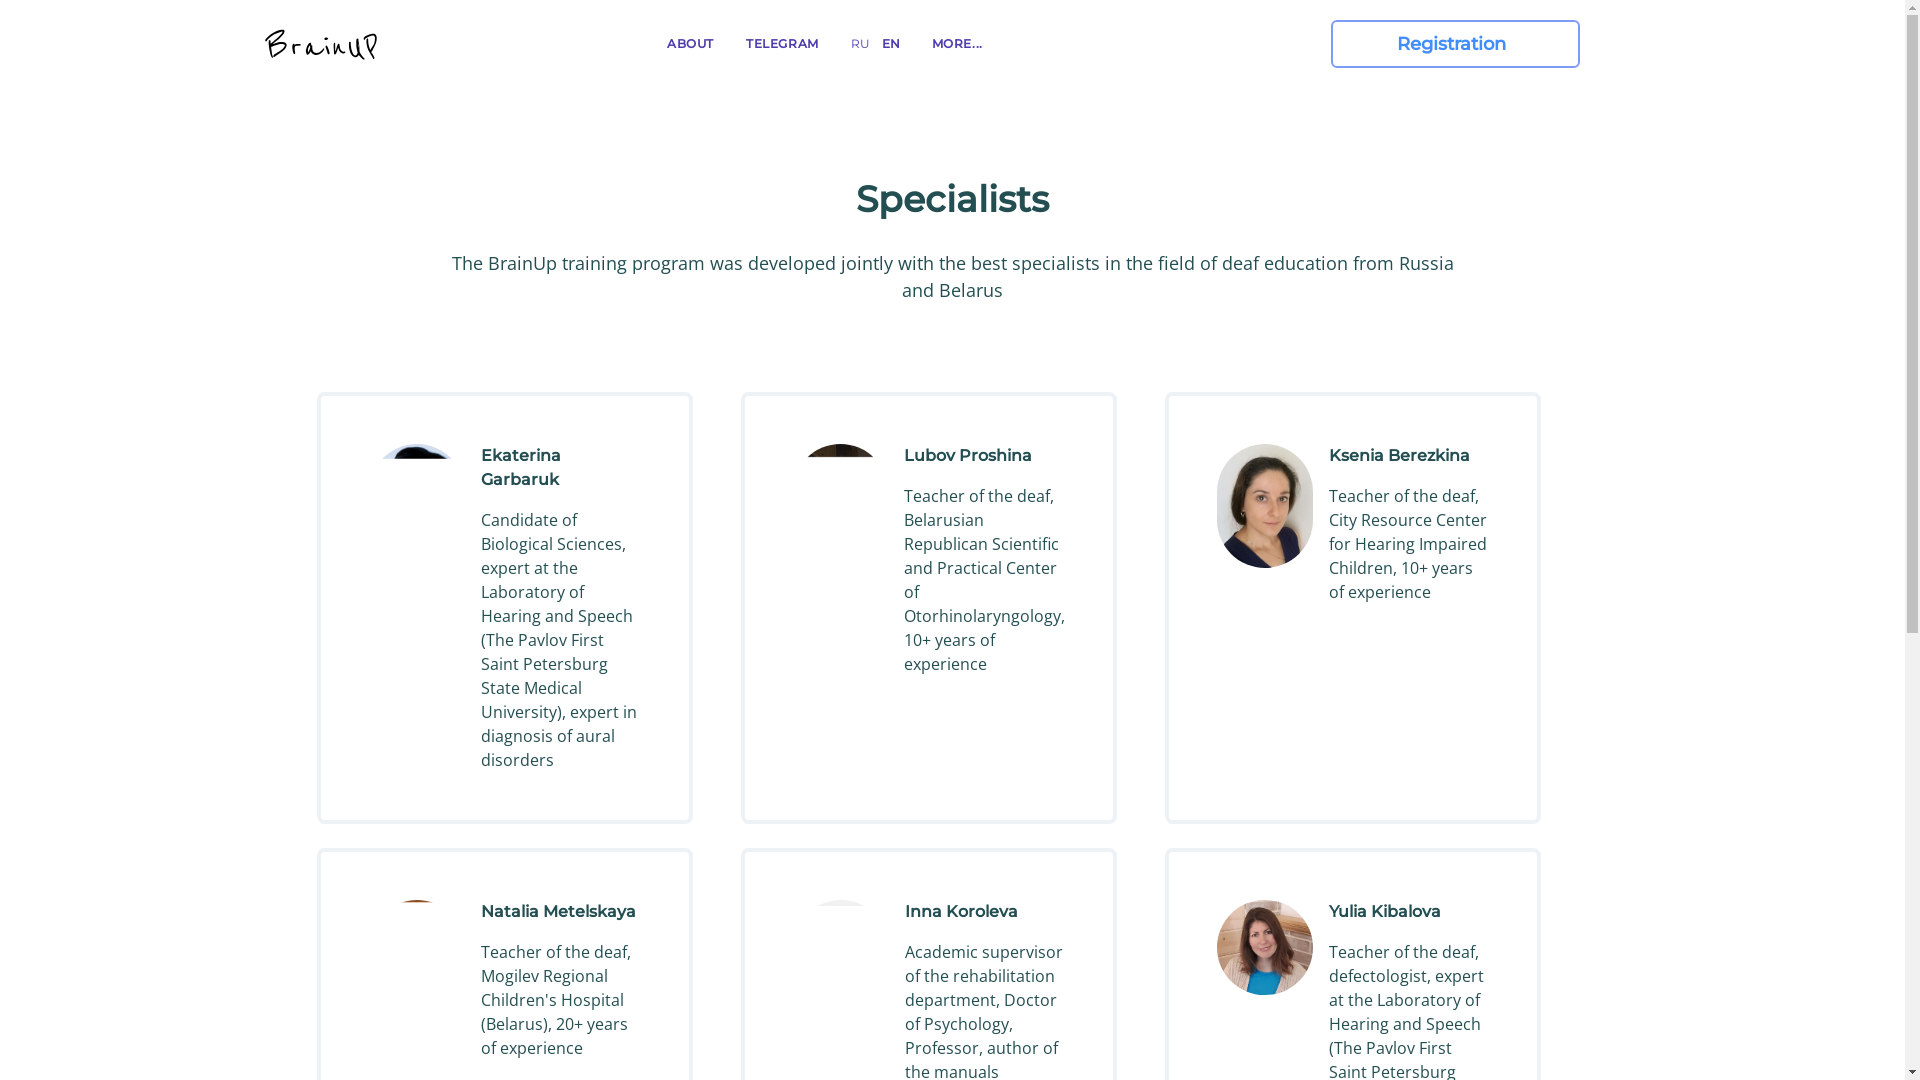 BrainUP
ABOUT
TELEGRAM
RU
EN
MORE...
Registration
Specialists
The BrainUp training program was developed jointly with the best specialists in the field of deaf education from Russia
and Belarus
Ekaterina
Garbaruk
Candidate of
Biological Sciences,
expert at the
Laboratory of
Hearing and Speech
(The Pavlov First
Saint Petersburg
State Medical
University), expert in
diagnosis of aural
disorders
Lubov Proshina
Teacher of the deaf,
Belarusian
Republican Scientific
and Practical Center
of
Otorhinolaryngology,
10+ years of
experience
Ksenia Berezkina
Teacher of the deaf,
City Resource Center
for Hearing Impaired
Children, 10+ years
of experience
Natalia Metelskaya
Teacher of the deaf,
Mogilev Regional
Children's Hospital
(Belarus), 20+ years
of experience
Inna Koroleva
Academic supervisor
of the rehabilitation
department, Doctor
of Psychology,
Professor, author of
the manuals
Yulia Kibalova
Teacher of the deaf,
defectologist, expert
at the Laboratory of
Hearing and Speech
(The Pavlov First
Saint Petersburg